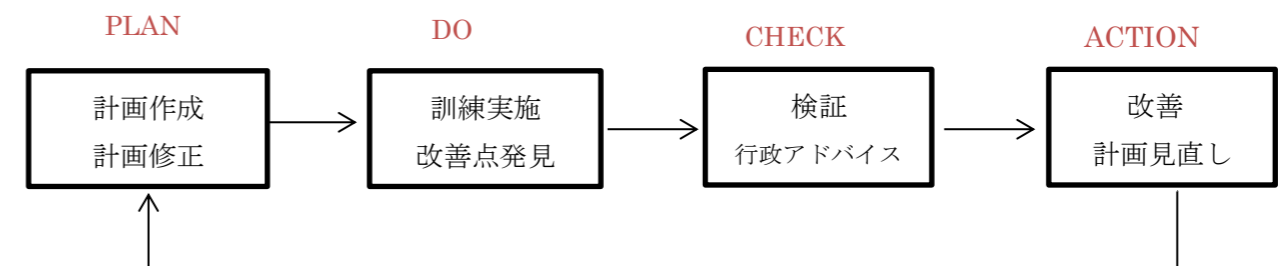 PLAN
DO
CHECK
ACTION
計画作成
計画修正
訓練実施
改善点発見
検証
行政アドバイス
改善
計画見直し